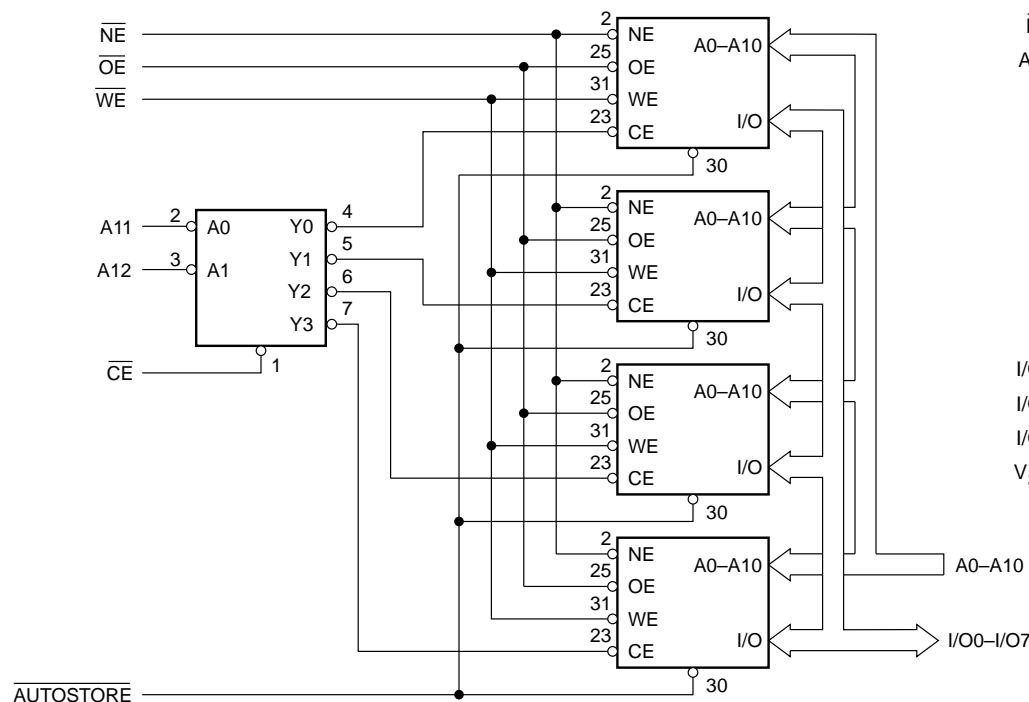 NE
OE
WE
2
NE
A0–A10
25
OE
31
WE
23
CE
I/O
30
2
NE
A0–A10
25
OE
31
WE
23
CE
I/O
30
A11
2
A0
Y0
4
A12
3
A1
Y1
5
Y2
6
Y3
7
CE
1
2
NE
A0–A10
25
OE
31
WE
23
CE
I/O
30
2
NE
A0–A10
25
OE
31
WE
23
CE
I/O
30
A0–A10
I/O0–I/O7
AUTOSTORE
A
I/
I/
I/
V